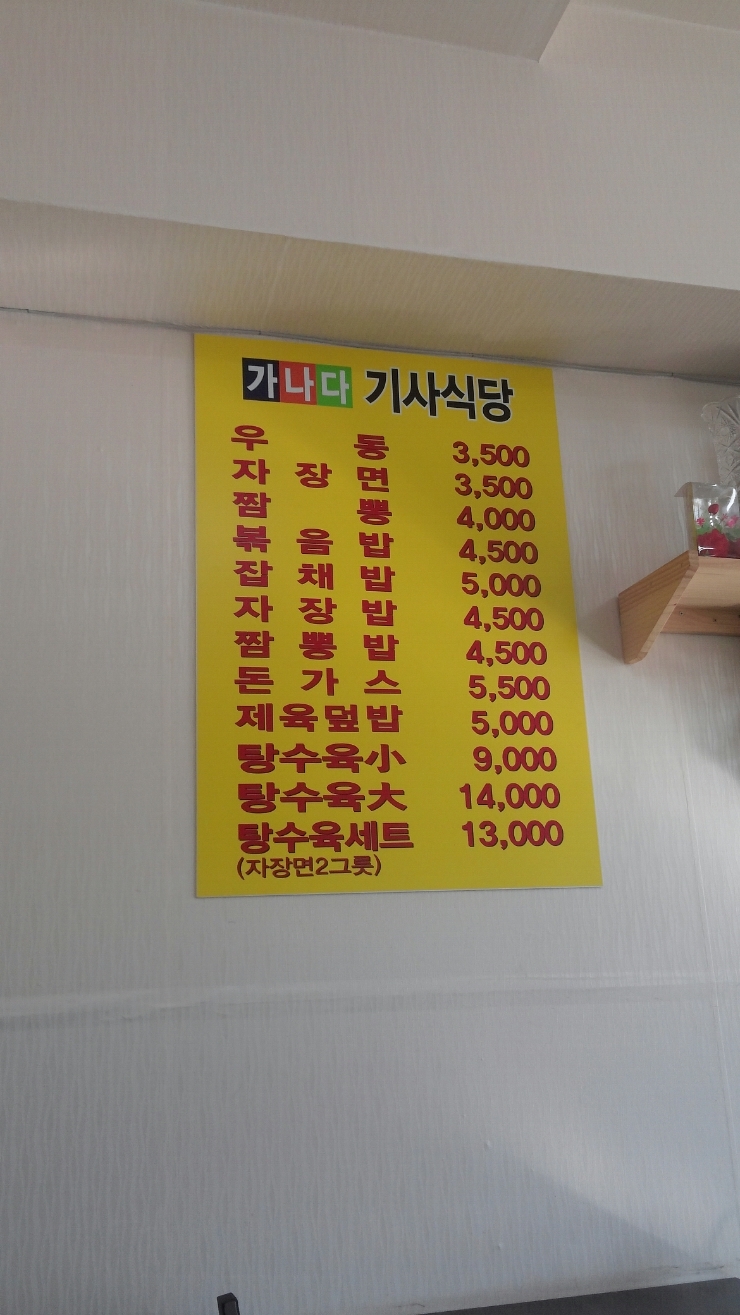 가나다 기사식당
우동 3,500
자장면 3,500
짬뽕 4,000
볶음밥 4,500
잡채밥 5,000
자장밥 4,500
짬뽕밥 4,500
돈가스 5,500
제육덮밥 5,000
탕수육小 9,000
탕수육大 14,000
탕수육세트 13,000
(자장면2그릇)